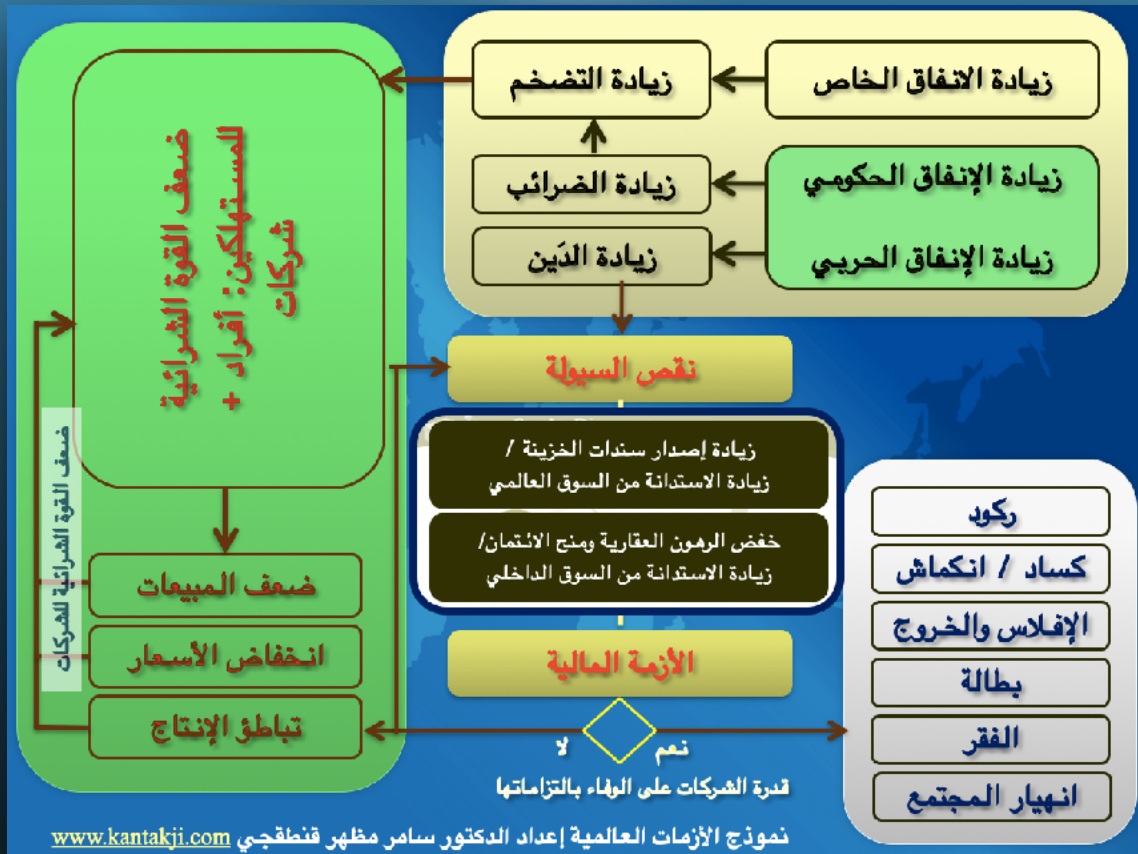 زيادة الانفاق الخاص
زيادة التضخم
زيادة الإنفاق الحكومي
زيادة الضرائب
زيادة الإنفاق الحربي
زيادة الدَين
ضعف القوة الشرائية
للمستهلكين: أفراد +
شركات
نقص السيولة
زيادة إصدار سندات الخزينة /
زيادة الاستدانة من السوق العالمي
خفض الرهون العقارية ومنح الائتمان/
زيادة الاستدانة من السوق الداخلي
الأزمة المالية
نعم
لا
قدرة الشركات على الوفاء بالتزاماتها
ركود
كساد / انكماش
الإفلاس والخروج
بطالة
الفقر
انهيار المجتمع
ضعف المبيعات
انخفاض الأسعار
تباطؤ الإنتاج
ضعف القوة الشرائية للشركات
نموذج الأزمات العالمية إعداد الدكتور سامر مظهر قنطقجي www.kantakji.com